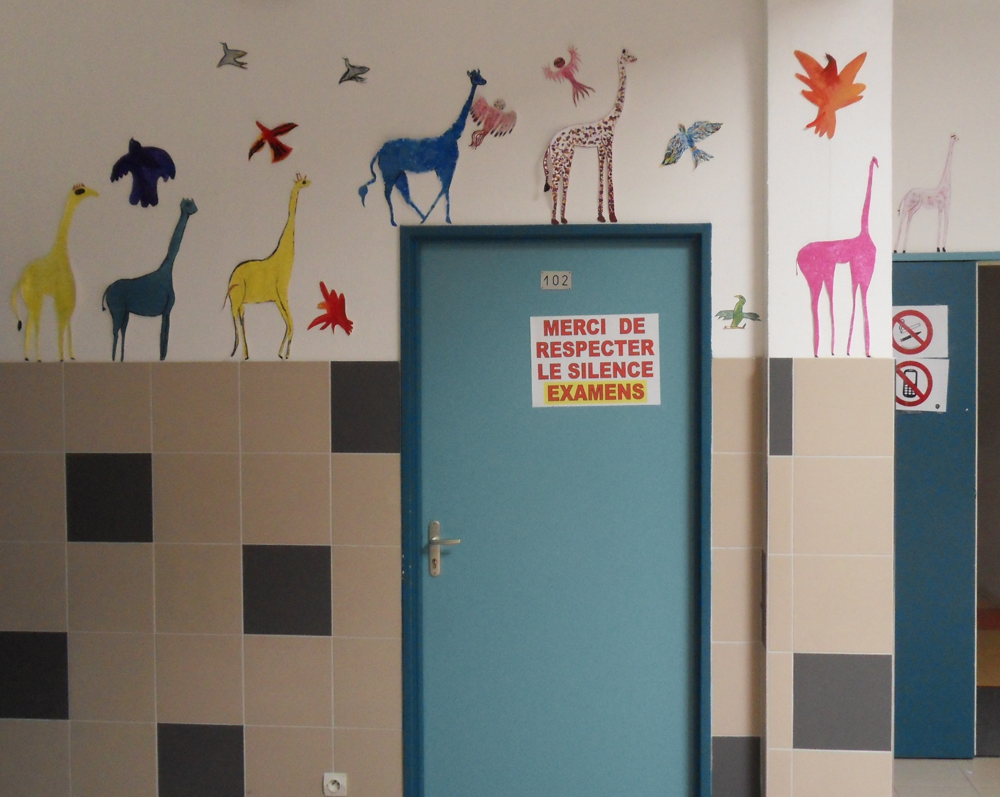 102
MERCI DE
RESPECTER
LE SILENCE
EXAMENS